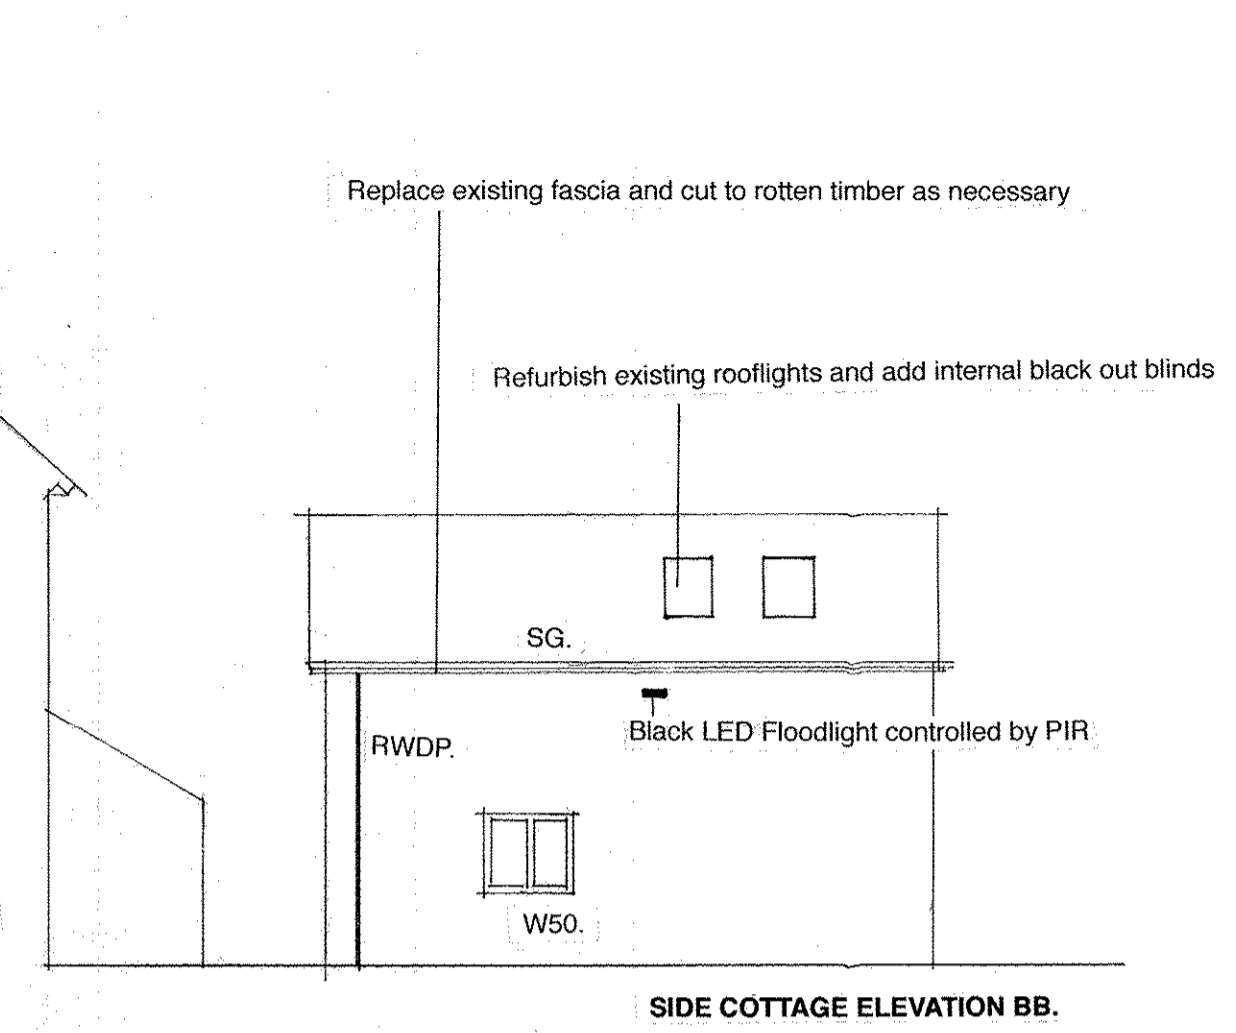 Replace existing fascia and cut to rotten timber as necessary
Refurbish existing rooflights and add internal black out blinds
SG.
Black LED Floodlight controlled by PIR
RWDP.
W50.
SIDE COTTAGE ELEVATION BB.